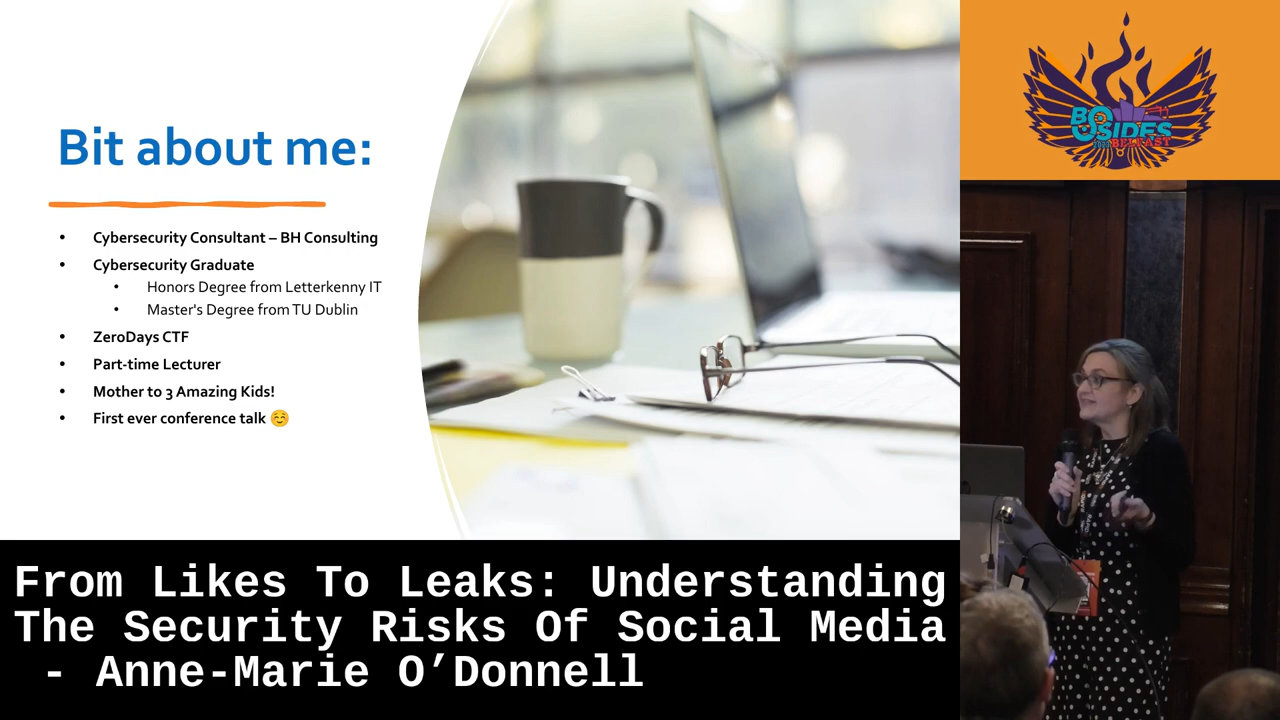 Bit about me:
• Cybersecurity Consultant – BH Consulting
• Cybersecurity Graduate
• Honors Degree from Letterkenny IT
• Master's Degree from TU Dublin
• ZeroDays CTF
• Part-time Lecturer
• Mother to 3 Amazing Kids!
• First ever conference talk ☺️
BSIDES
2023 BELFAST
From Likes To Leaks: Understanding
The Security Risks Of Social Media
- Anne-Marie O’Donnell